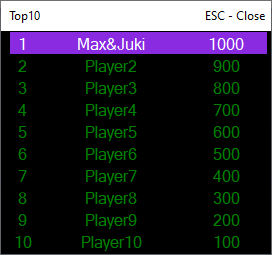 Top10 ESC - Close
1 Max&Juki 1000
2 Player2 900
3 Player3 800
4 Player4 700
5 Player5 600
6 Player6 500
7 Player7 400
8 Player8 300
9 Player9 200
10 Player10 100